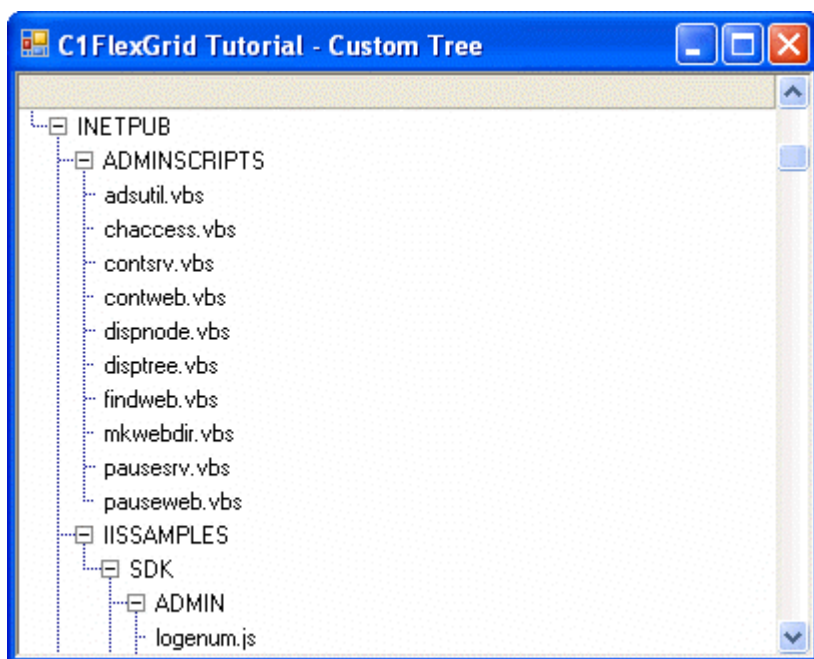 C1FlexGrid Tutorial - Custom Tree
INETPUB
ADMINSCRIPTS
adsutil.vbs
chaccess.vbs
contsrv.vbs
contweb.vbs
dispnode.vbs
disptree.vbs
findweb.vbs
mkwebdir.vbs
pausesrv.vbs
pauseweb.vbs
IISSAMPLES
SDK
ADMIN
logenum.js